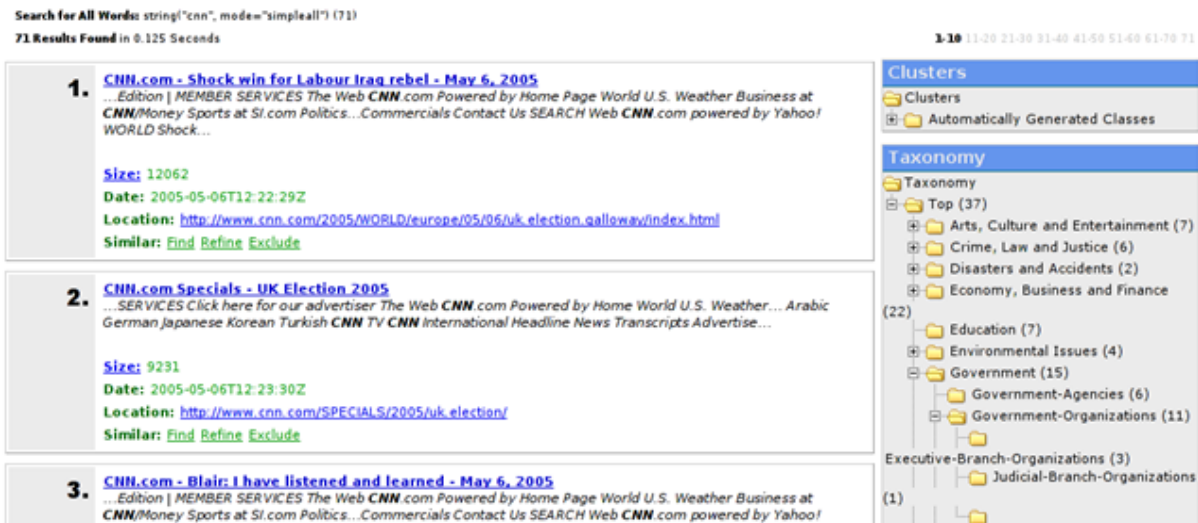 Search for All Words: string("cnn", mode="simpleall") (71)
71 Results Found in 0.125 Seconds
1-10 11-20 21-30 31-40 41-50 51-60 61-70 71
1. CNN.com - Shock win for Labour Iraq rebel - May 6, 2005
...Edition | MEMBER SERVICES The Web CNN.com Powered by Home Page World U.S. Weather Business at
CNN/Money Sports at SI.com Politics...Commercials Contact Us SEARCH Web CNN.com powered by Yahoo!
WORLD Shock...
Size: 12062
Date: 2005-05-06T12:22:29Z
Location: http://www.cnn.com/2005/WORLD/europe/05/06/uk.election.galloway/index.html
Similar: Find Refine Exclude
2. CNN.com Specials - UK Election 2005
...SERVICES Click here for our advertiser The Web CNN.com Powered by Home World U.S. Weather... Arabic
German Japanese Korean Turkish CNN TV CNN International Headline News Transcripts Advertise...
Size: 9231
Date: 2005-05-06T12:23:30Z
Location: http://www.cnn.com/SPECIALS/2005/uk.election/
Similar: Find Refine Exclude
3. CNN.com - Blair: I have listened and learned - May 6, 2005
...Edition | MEMBER SERVICES The Web CNN.com Powered by Home Page World U.S. Weather Business at
CNN/Money Sports at SI.com Politics...Commercials Contact Us SEARCH Web CNN.com powered by Yahoo!
Clusters
Clusters
Automatically Generated Classes
Taxonomy
Taxonomy
Top (37)
Arts, Culture and Entertainment (7)
Crime, Law and Justice (6)
Disasters and Accidents (2)
Economy, Business and Finance
(22)
Education (7)
Environmental Issues (4)
Government (15)
Government-Agencies (6)
Government-Organizations (11)
Executive-Branch-Organizations (3)
Judicial-Branch-Organizations
(1)